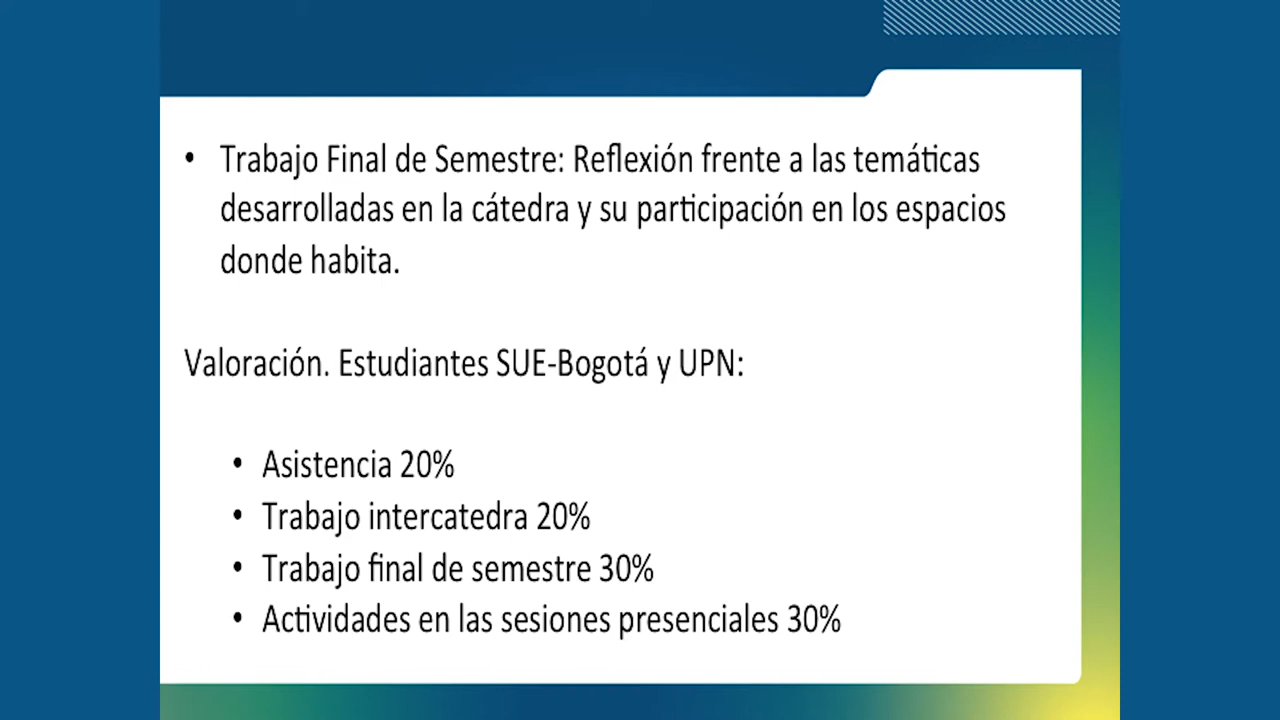 • Trabajo Final de Semestre: Reflexión frente a las temáticas
desarrolladas en la cátedra y su participación en los espacios
donde habita.
Valoración. Estudiantes SUE-Bogotá y UPN:
• Asistencia 20%
• Trabajo intercatedra 20%
• Trabajo final de semestre 30%
• Actividades en las sesiones presenciales 30%